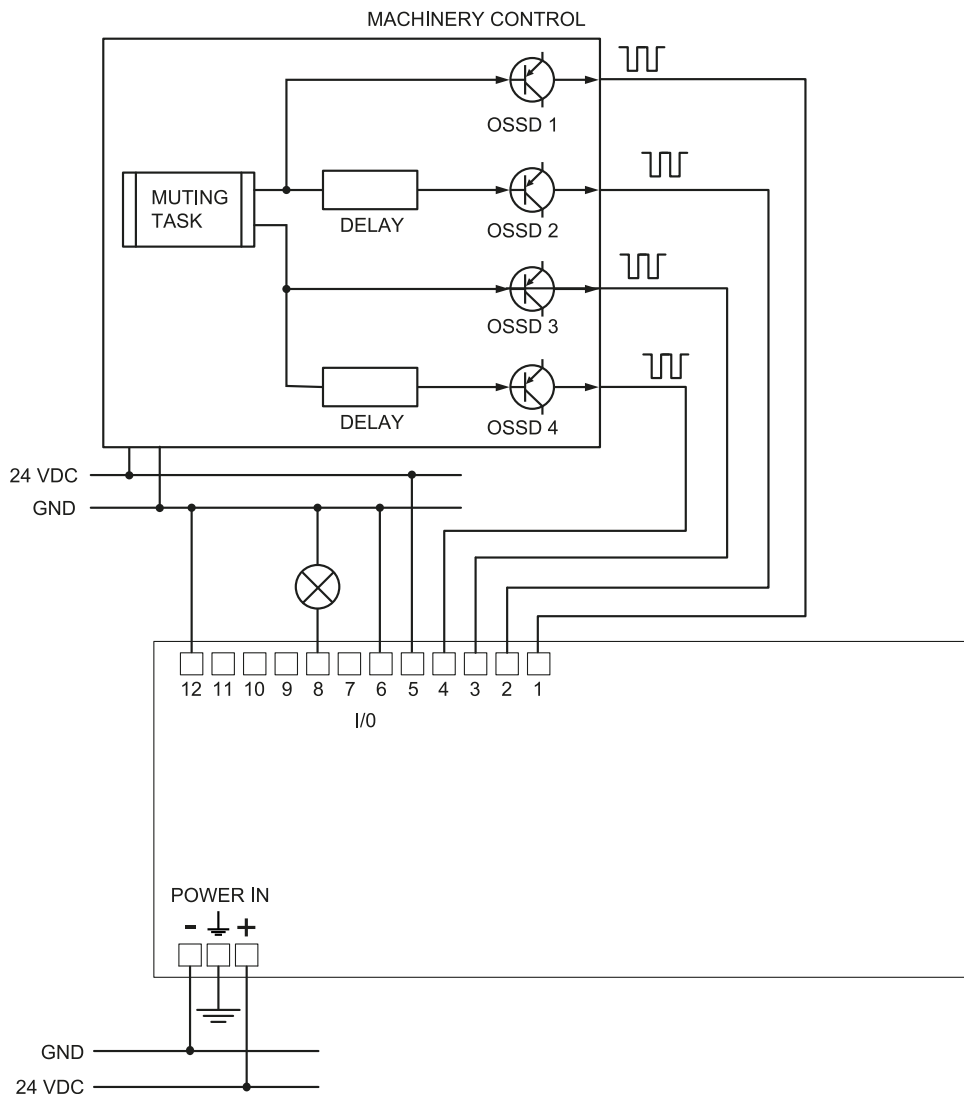 MACHINERY CONTROL
OSSD 1
MUTING
TASK
DELAY
OSSD 2
OSSD 3
DELAY
OSSD 4
24 VDC
GND
12 11 10 9 8 7 6 5 4 3 2 1
I/0
POWER IN
- +
GND
24 VDC